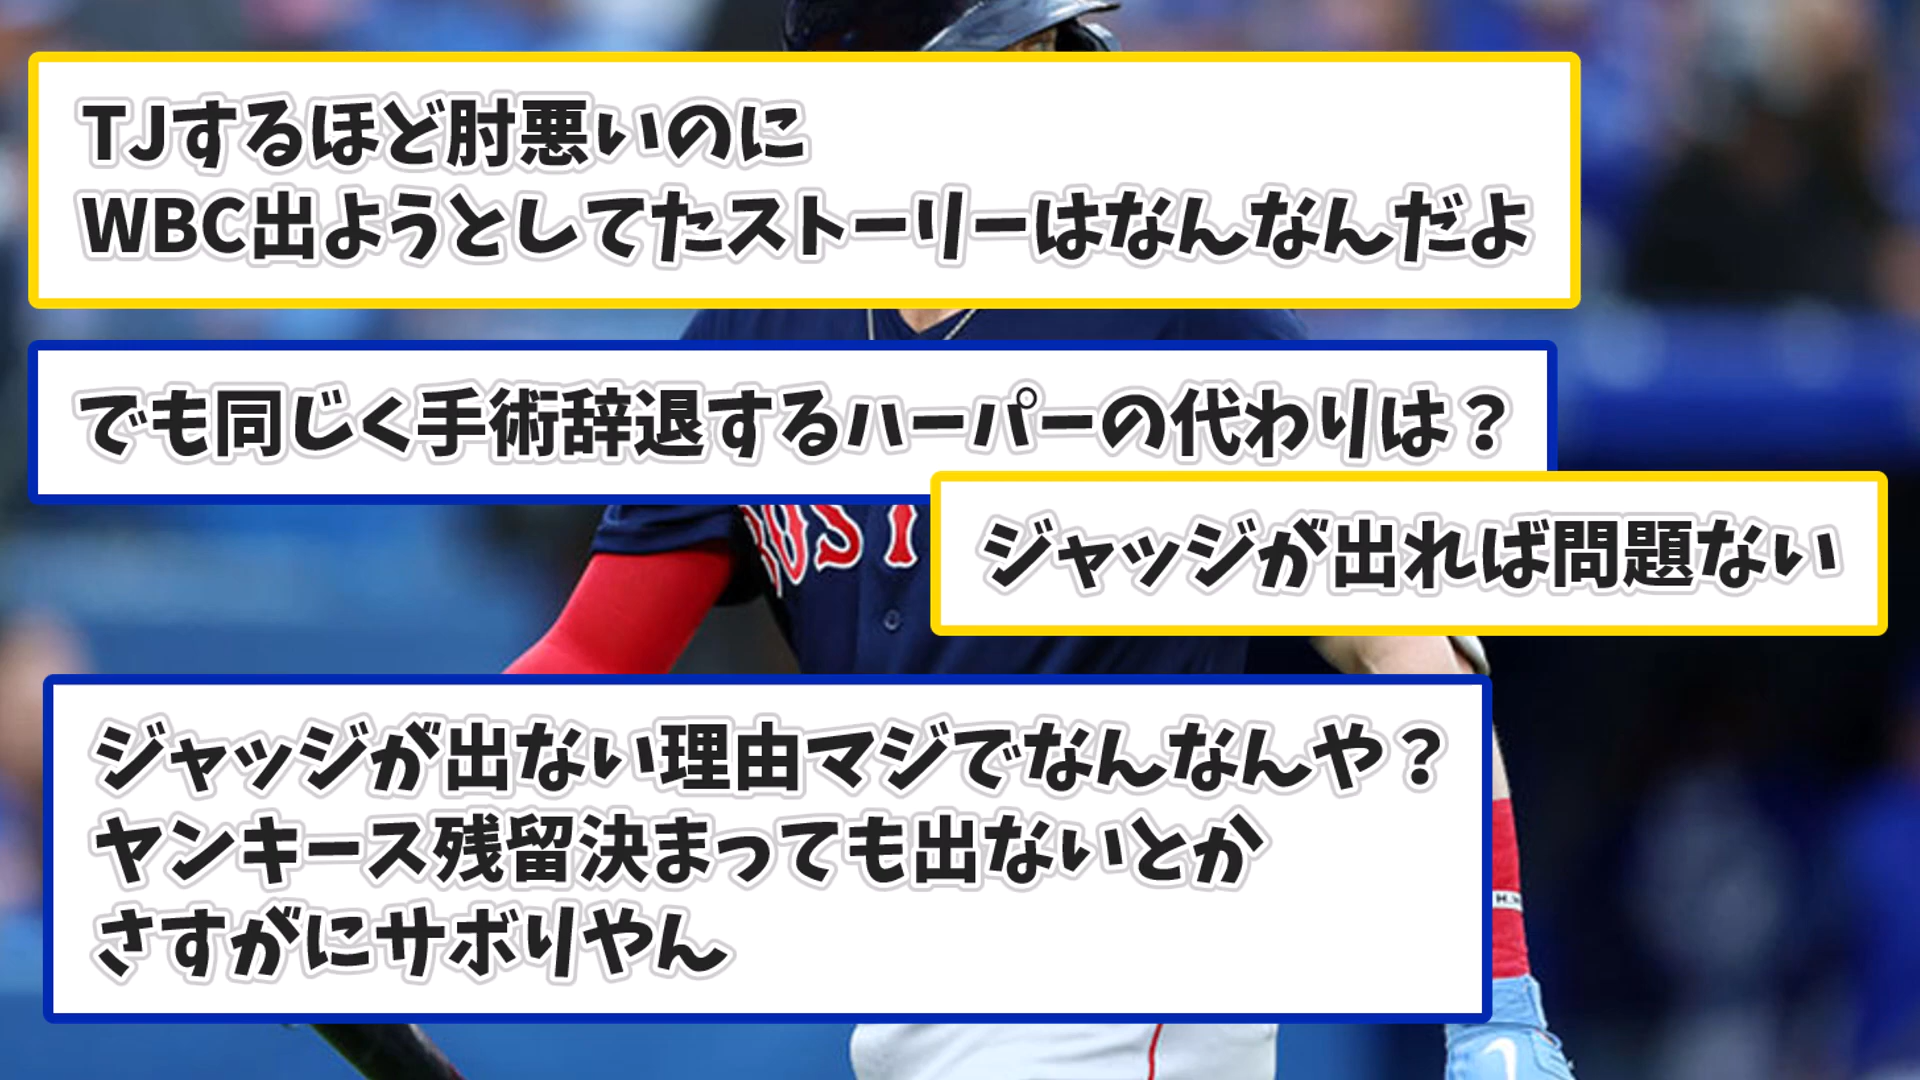 TJするほど肘悪いのに
WBC出ようとしてたストーリーはなんなんだよ
でも同じく手術辞退するハーパーの代わりは？
BOST
ジャッジが出れば問題ない
ジャッジが出ない理由マジでなんなんや？
ヤンキース残留決まっても出ないとか
さすがにサボりやん